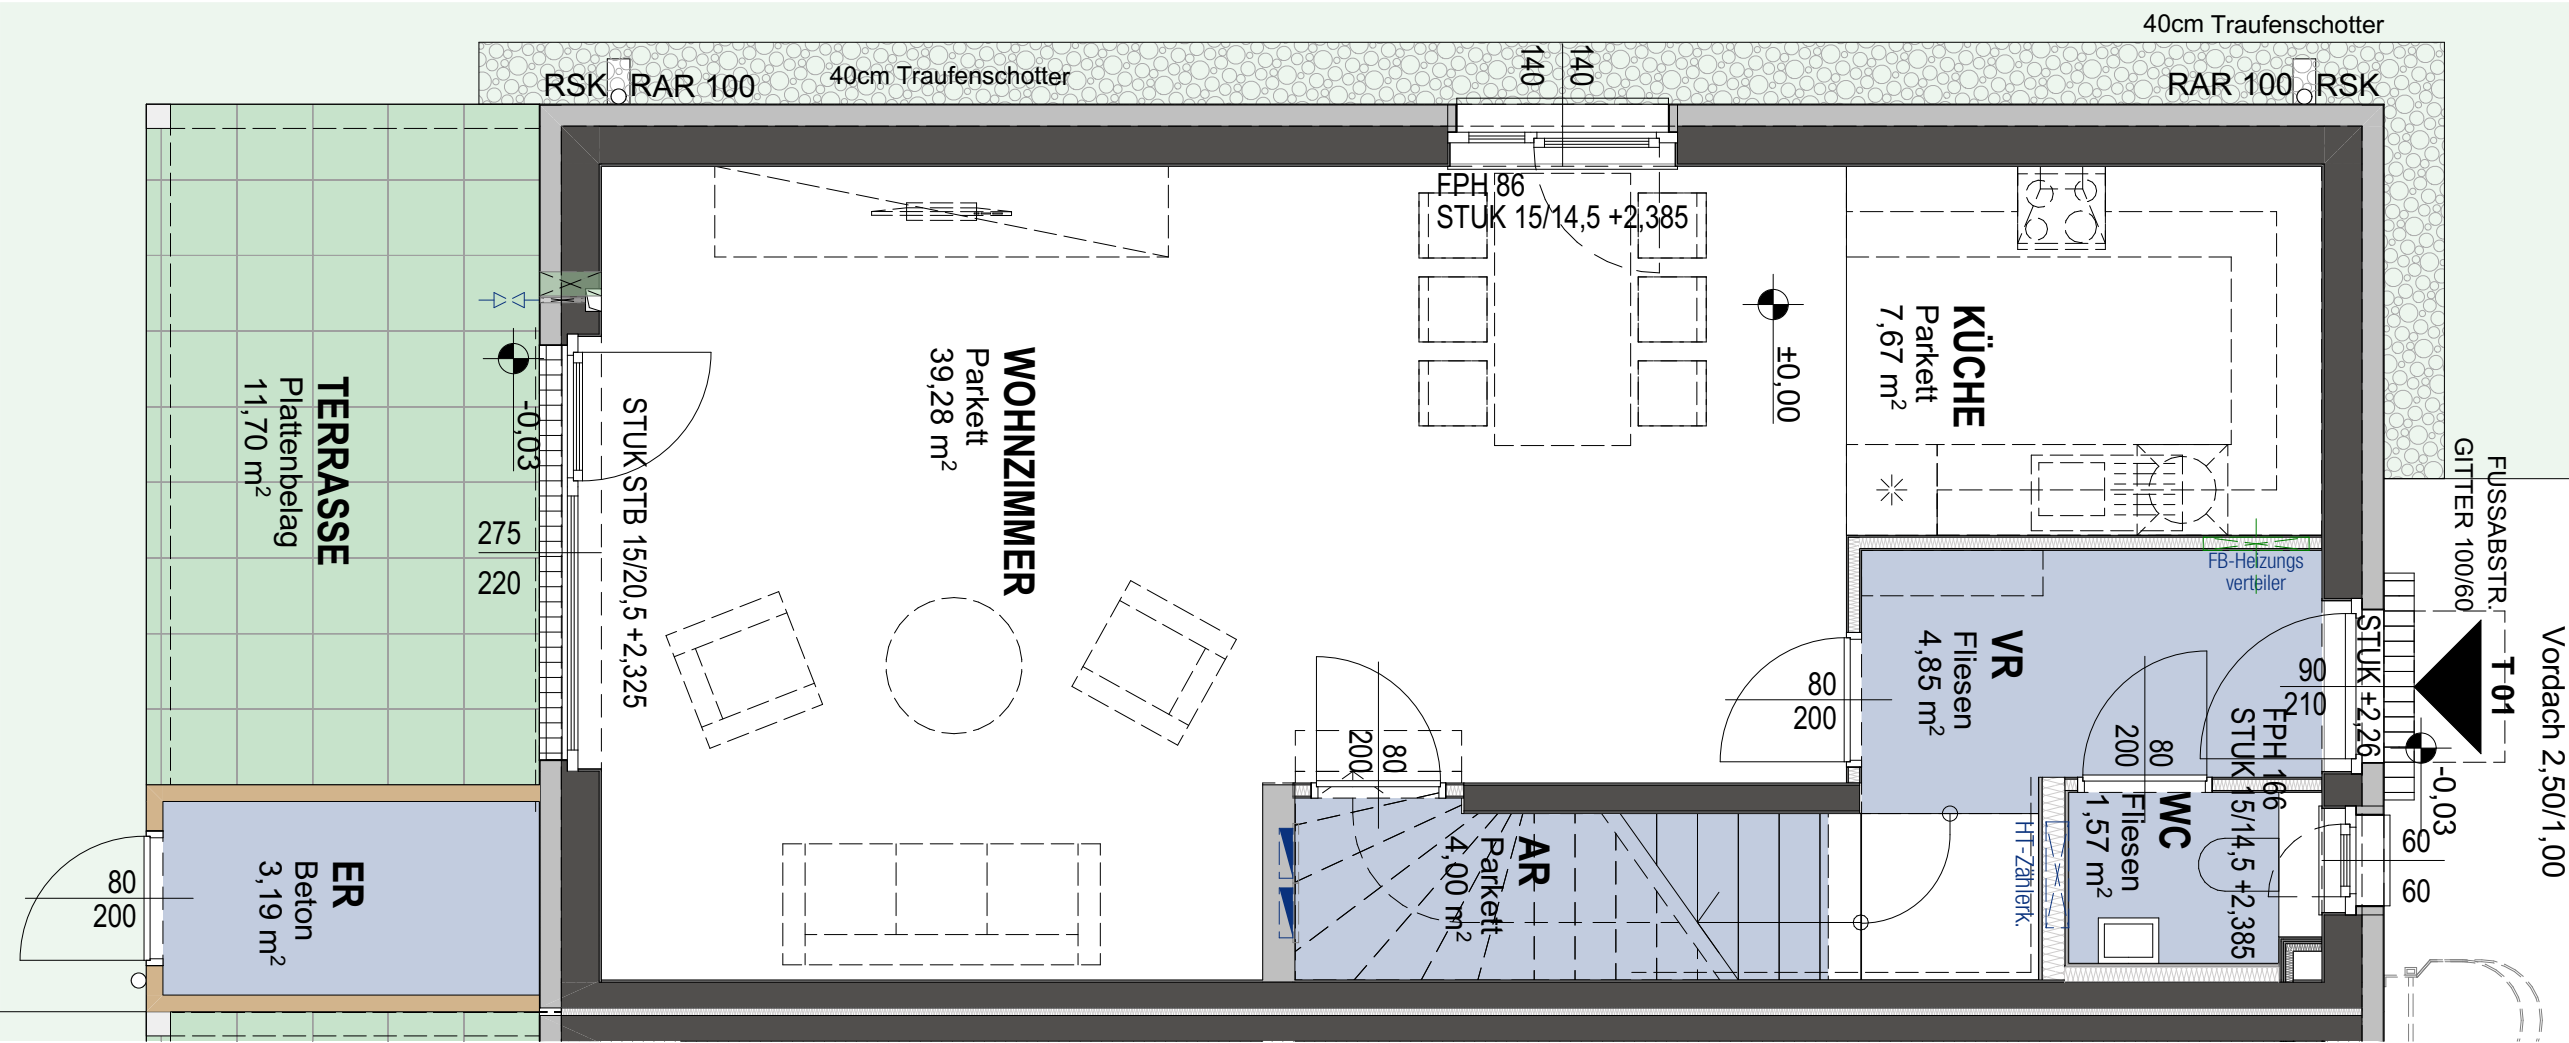 40cm Traufenschotter
RSK
RAR 100
40cm Traufenschotter
140
140
RAR 100
RSK
FPH 86
STUK 15/14,5 +2,385
±0,00
KÜCHE
Parkett
7,67 m²
WOHNZIMMER
Parkett
39,28 m²
TERRASSE
Plattenbelag
11,70 m²
-0,03
275
220
STUK STB 15/20,5 +2,325
FUSSABSTR.
GITTER 100/60
FB-Heizungs
verteiler
VR
Fliesen
4,85 m²
80
200
80
200
80
200
90
210
STUK +2,26
T 01
Vordach 2,50/1,00
-0,03
FPH 166
STUK 15/14,5 +2,385
WC
Fliesen
1,57 m²
60
60
HT-Zählerk.
AR
Parkett
4,00 m²
ER
Beton
3,19 m²
80
200